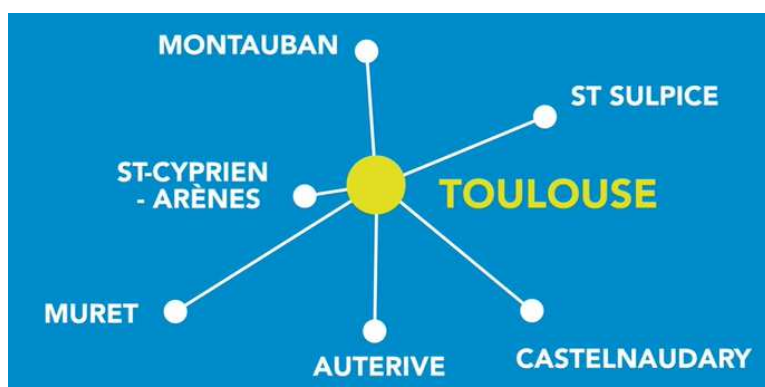 MONTAUBAN
ST SULPICE
ST-CYPRIEN
- ARÈNES
TOULOUSE
MURET
AUTERIVE
CASTELNAUDARY